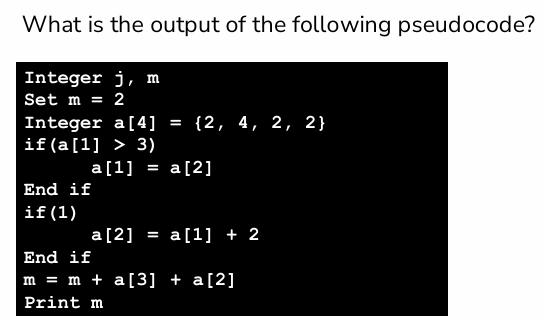 What is the output of the following pseudocode?
Integer j, m
Set m = 2
Integer a[4] = {2, 4, 2, 2}
if(a[1] > 3)
a[1] = a[2]
End if
if(1)
a[2] = a[1] + 2
End if
m = m + a[3] + a[2]
Print m